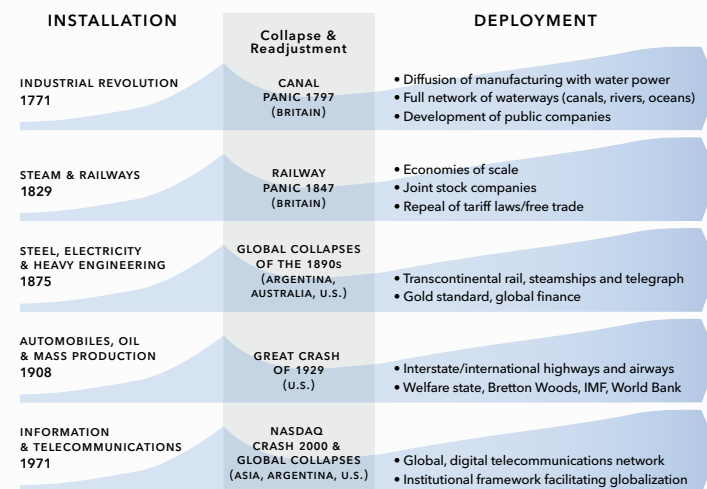 INSTALLATION
Collapse &
Readjustment
DEPLOYMENT
INDUSTRIAL REVOLUTION
1771
CANAL
PANIC 1797
(BRITAIN)
• Diffusion of manufacturing with water power
• Full network of waterways (canals, rivers, oceans)
• Development of public companies
STEAM & RAILWAYS
1829
RAILWAY
PANIC 1847
(BRITAIN)
• Economies of scale
• Joint stock companies
• Repeal of tariff laws/free trade
STEEL, ELECTRICITY
& HEAVY ENGINEERING
1875
GLOBAL COLLAPSES
OF THE 1890s
(ARGENTINA,
AUSTRALIA, U.S.)
• Transcontinental rail, steamships and telegraph
• Gold standard, global finance
AUTOMOBILES, OIL
& MASS PRODUCTION
1908
GREAT CRASH
OF 1929
(U.S.)
• Interstate/international highways and airways
• Welfare state, Bretton Woods, IMF, World Bank
INFORMATION
& TELECOMMUNICATIONS
1971
NASDAQ
CRASH 2000 &
GLOBAL COLLAPSES
(ASIA, ARGENTINA, U.S.)
• Global, digital telecommunications network
• Institutional framework facilitating globalization